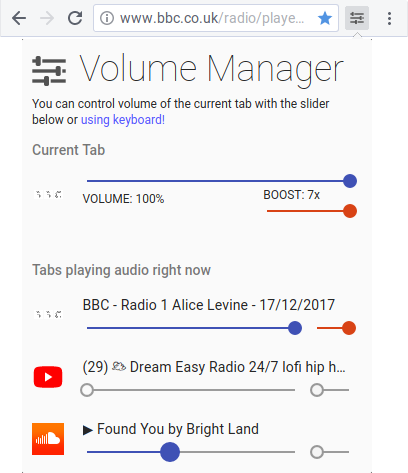 www.bbc.co.uk/radio/playe...
Volume Manager
You can control volume of the current tab with the slider
below or using keyboard!
Current Tab
VOLUME: 100%
BOOST: 7x
Tabs playing audio right now
BBC - Radio 1 Alice Levine - 17/12/2017
(29) 🌥 Dream Easy Radio 24/7 lofi hip h...
▶ Found You by Bright Land